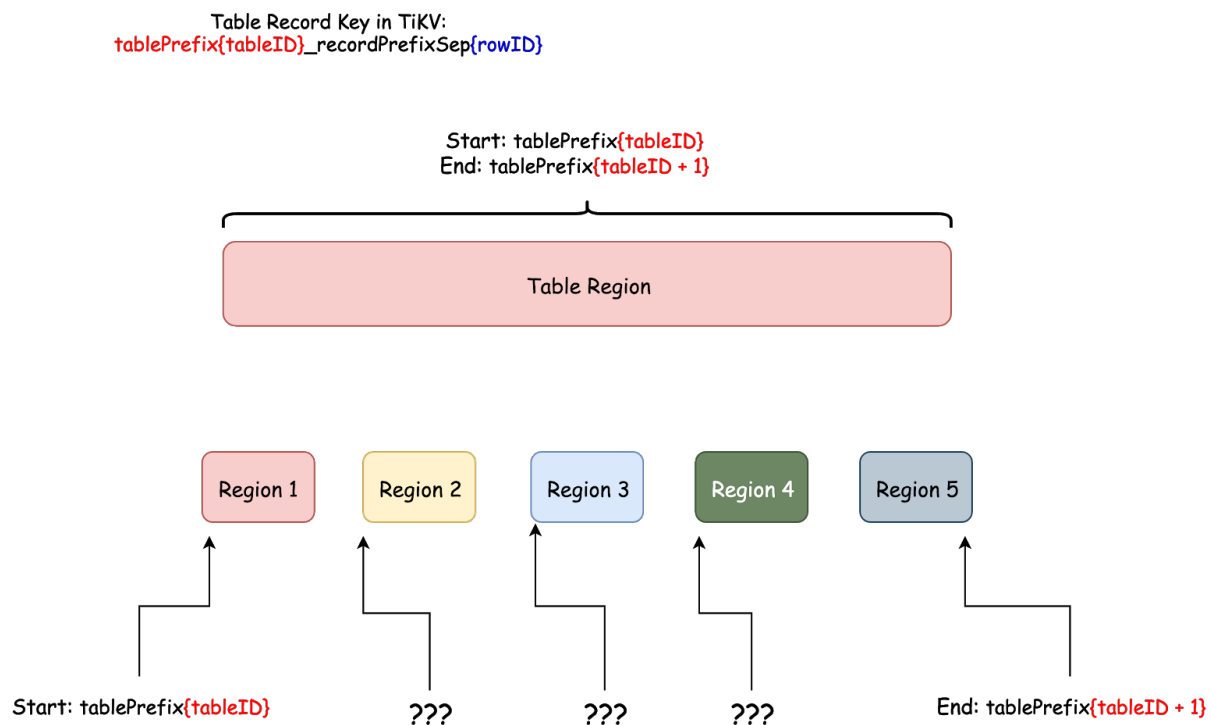 Table Record Key in TiKV:
tablePrefix{tableID}_recordPrefixSep{rowID}
Start: tablePrefix{tableID}
End: tablePrefix{tableID + 1}
Table Region
Region 1
Region 2
Region 3
Region 4
Region 5
Start: tablePrefix{tableID}
???
???
???
End: tablePrefix{tableID + 1}